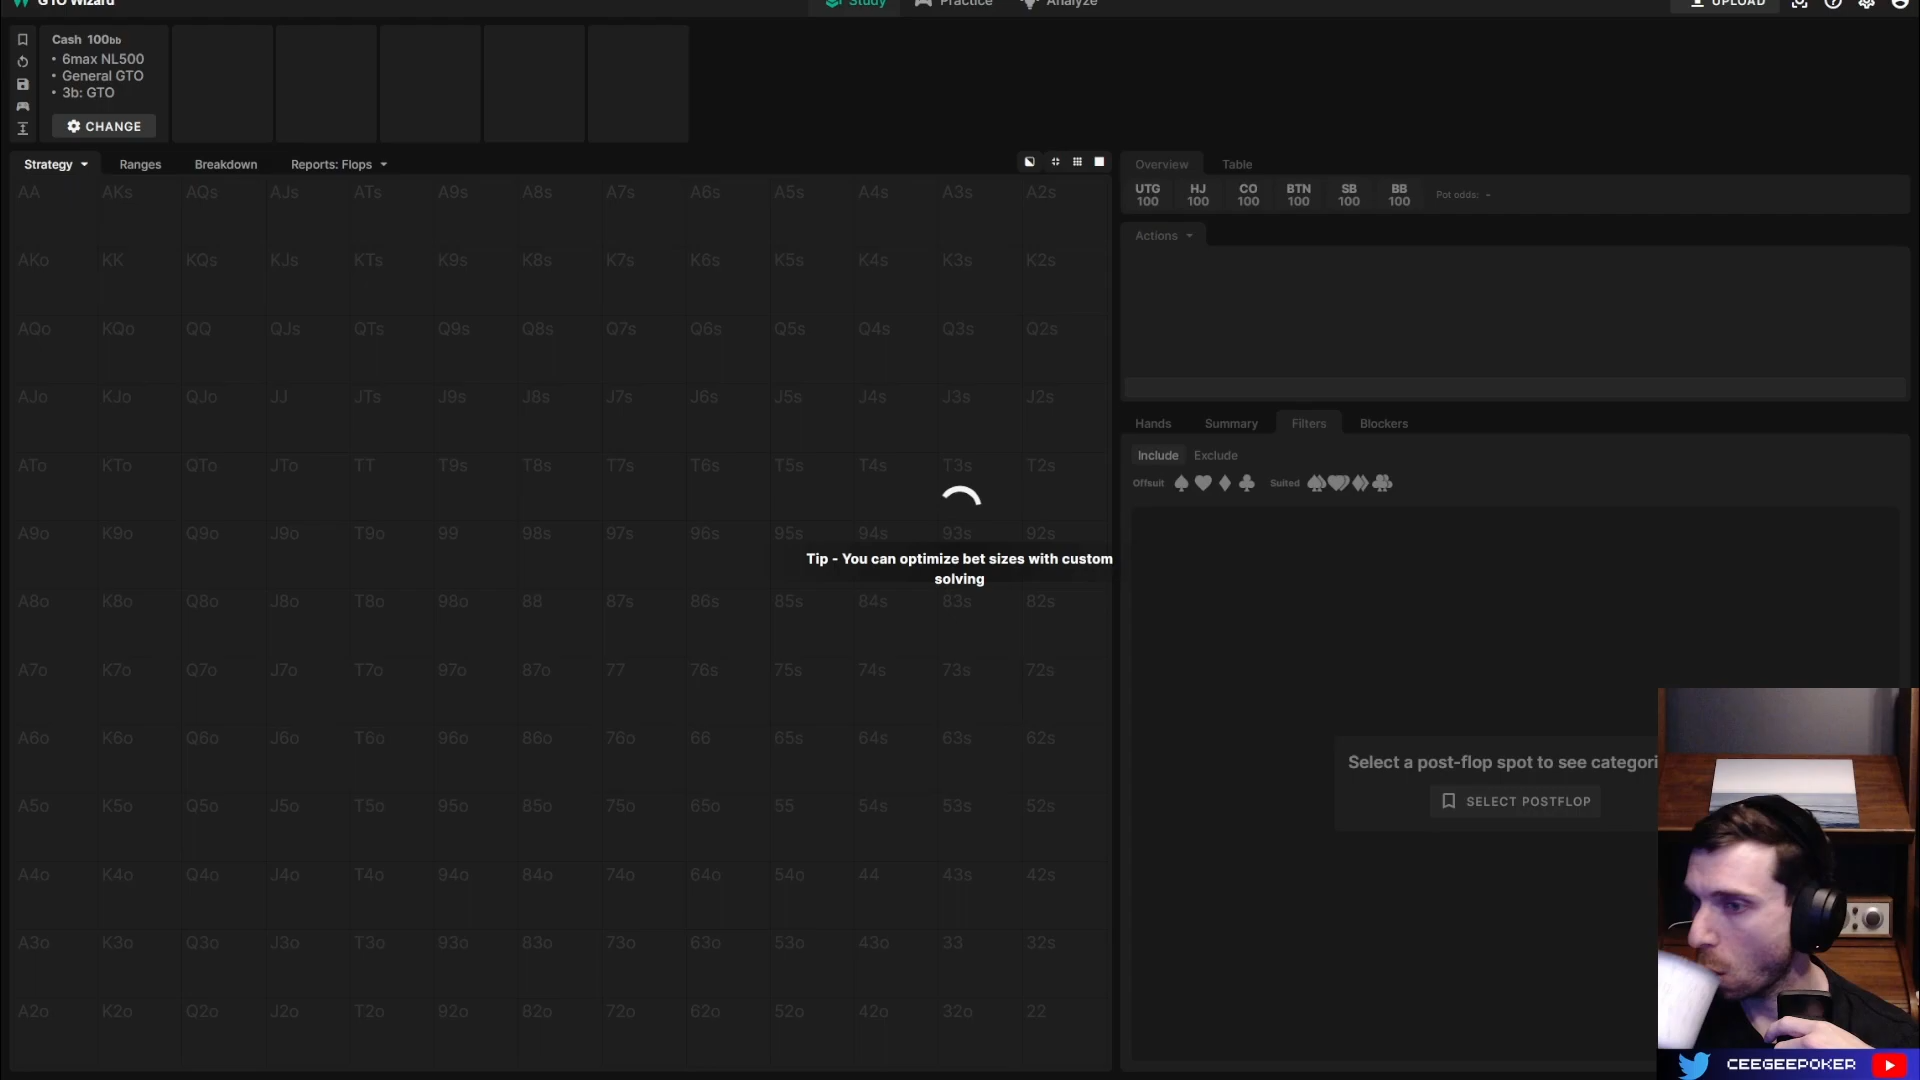 GTO Wizard
Study
Practice
Analyze
UPLOAD
Cash 100bb
• 6max NL500
• General GTO
• 3b: GTO
CHANGE
Strategy
Ranges
Breakdown
Reports: Flops
Overview
Table
UTG HJ CO BTN SB BB
100 100 100 100 100 100
Pot odds: -
Actions
AA AKs AQs AJs ATs A9s A8s A7s A6s A5s A4s A3s A2s
AKo KK KQs KJs KTs K9s K8s K7s K6s K5s K4s K3s K2s
AQo KQo QQ QJs QTs Q9s Q8s Q7s Q6s Q5s Q4s Q3s Q2s
AJo KJo QJo JJ JTs J9s J8s J7s J6s J5s J4s J3s J2s
ATo KTo QTo JTo TT T9s T8s T7s T6s T5s T4s T3s T2s
A9o K9o Q9o J9o T9o 99 98s 97s 96s 95s 94s 93s 92s
Tip - You can optimize bet sizes with custom
solving
A8o K8o Q8o J8o T8o 98o 88 87s 86s 85s 84s 83s 82s
A7o K7o Q7o J7o T7o 97o 87o 77 76s 75s 74s 73s 72s
A6o K6o Q6o J6o T6o 96o 86o 76o 66 65s 64s 63s 62s
A5o K5o Q5o J5o T5o 95o 85o 75o 65o 55 54s 53s 52s
A4o K4o Q4o J4o T4o 94o 84o 74o 64o 54o 44 43s 42s
A3o K3o Q3o J3o T3o 93o 83o 73o 63o 53o 43o 33 32s
A2o K2o Q2o J2o T2o 92o 82o 72o 62o 52o 42o 32o 22
Hands
Summary
Filters
Blockers
Include
Exclude
Offsuit
Suited
Select a post-flop spot to see categori
SELECT POSTFLOP
CEEGEEPOKER